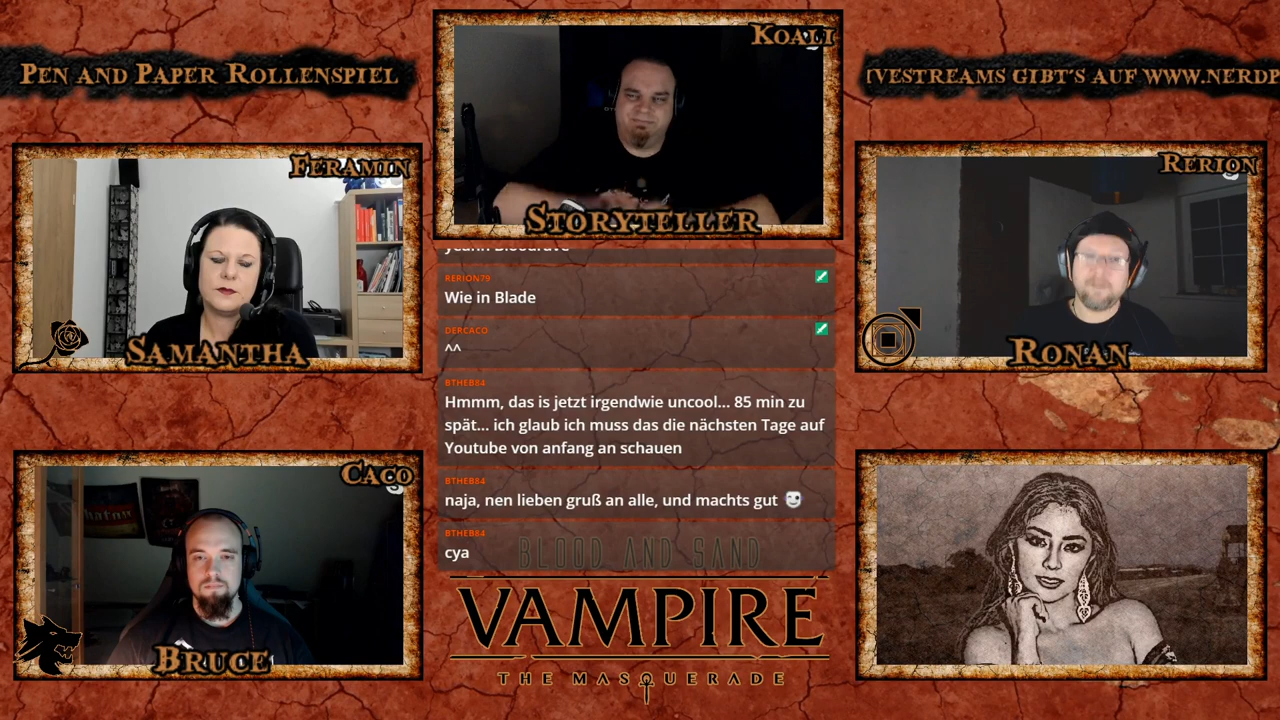 KOALI
PEN AND PAPER ROLLENSPIEL
IVESTREAMS GIBT'S AUF WWW.NERDP
FERAMIN
RERION
STORYTELLER
RERION79
Wie in Blade
DERCACO
^^
SAMANTHA
RONAN
BTHEB84
Hmmm, das is jetzt irgendwie uncool... 85 min zu
spät... ich glaub ich muss das die nächsten Tage auf
Youtube von anfang an schauen
CACO
BTHEB84
naja, nen lieben gruß an alle, und machts gut
BTHEB84
cya
BLOOD AND SAND
VAMPIRE
BRUCE
THE MASQUERADE